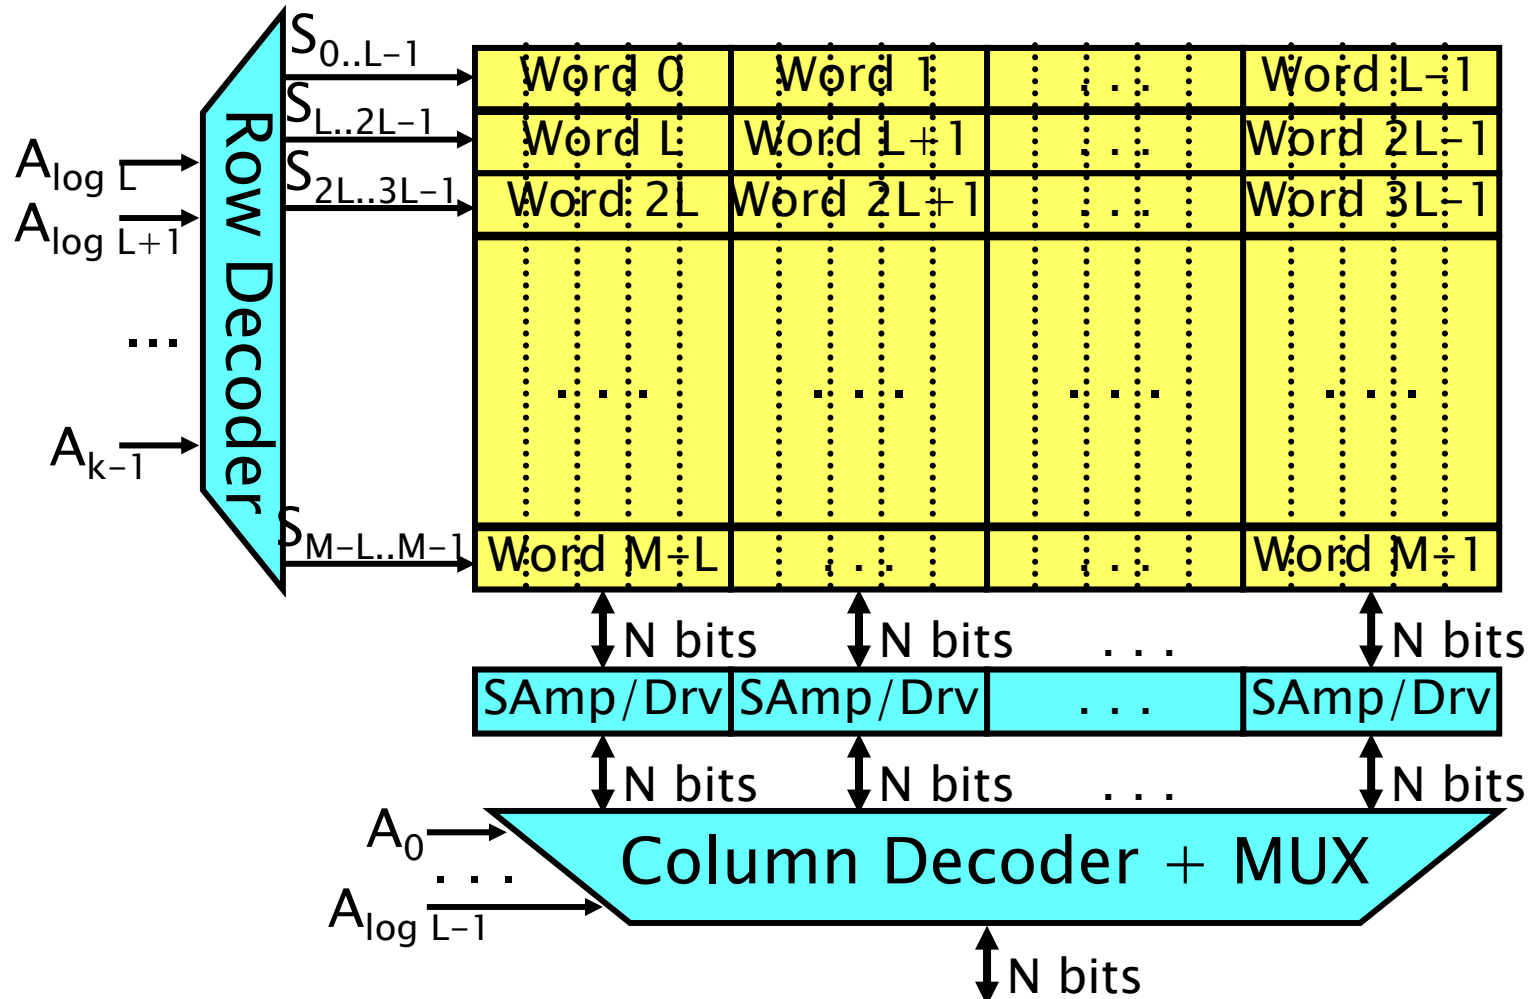 S0..L-1
Word 0 Word 1 . . . Word L-1
SL..2L-1
Word L Word L+1 . . . Word 2L-1
Alog L
S2L..3L-1
Word 2L Word 2L+1 . . . Word 3L-1
Alog L+1
Row Decoder
...
. . . . . . . . . . . .
Ak-1
SM-L..M-1
Word M-L . . . . . . Word M-1
N bits N bits . . . N bits
SAmp/Drv SAmp/Drv . . . SAmp/Drv
N bits N bits . . . N bits
A0
. . .
Column Decoder + MUX
Alog L-1
N bits